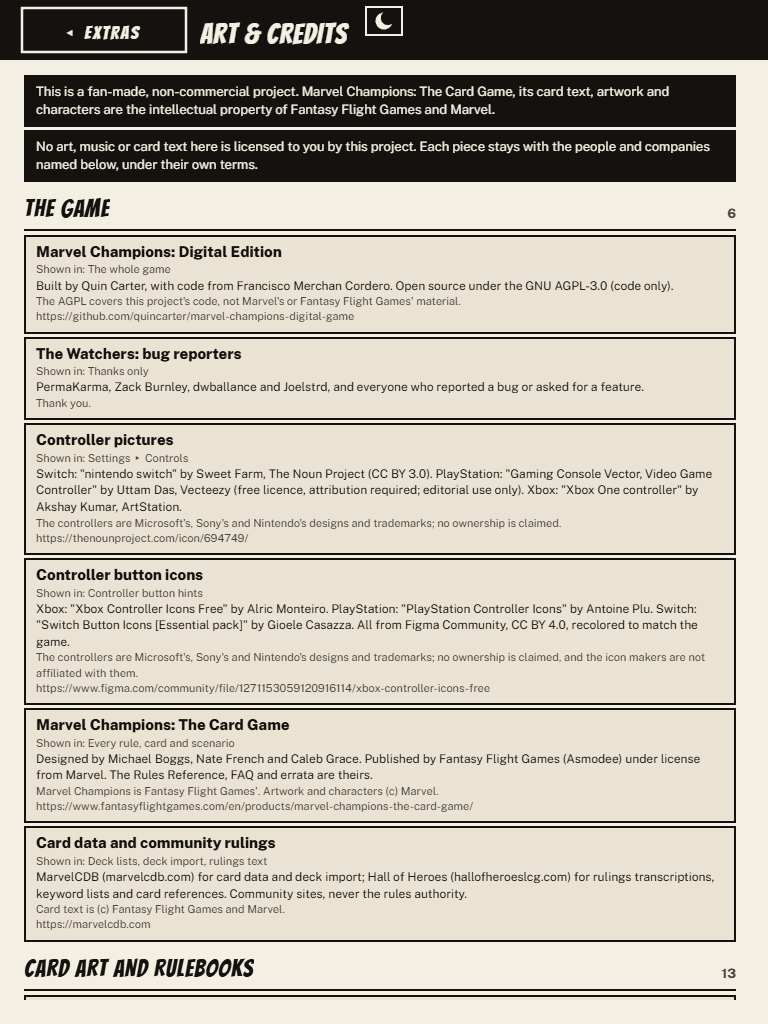 ◂ EXTRAS
ART & CREDITS
This is a fan-made, non-commercial project. Marvel Champions: The Card Game, its card text, artwork and
characters are the intellectual property of Fantasy Flight Games and Marvel.
No art, music or card text here is licensed to you by this project. Each piece stays with the people and companies
named below, under their own terms.
THE GAME
6
Marvel Champions: Digital Edition
Shown in: The whole game
Built by Quin Carter, with code from Francisco Merchan Cordero. Open source under the GNU AGPL-3.0 (code only).
The AGPL covers this project's code, not Marvel's or Fantasy Flight Games' material.
https://github.com/quincarter/marvel-champions-digital-game
The Watchers: bug reporters
Shown in: Thanks only
PermaKarma, Zack Burnley, dwballance and Joelstrd, and everyone who reported a bug or asked for a feature.
Thank you.
Controller pictures
Shown in: Settings ‣ Controls
Switch: "nintendo switch" by Sweet Farm, The Noun Project (CC BY 3.0). PlayStation: "Gaming Console Vector, Video Game
Controller" by Uttam Das, Vecteezy (free licence, attribution required; editorial use only). Xbox: "Xbox One controller" by
Akshay Kumar, ArtStation.
The controllers are Microsoft's, Sony's and Nintendo's designs and trademarks; no ownership is claimed.
https://thenounproject.com/icon/694749/
Controller button icons
Shown in: Controller button hints
Xbox: "Xbox Controller Icons Free" by Alric Monteiro. PlayStation: "PlayStation Controller Icons" by Antoine Plu. Switch:
"Switch Button Icons [Essential pack]" by Gioele Casazza. All from Figma Community, CC BY 4.0, recolored to match the
game.
The controllers are Microsoft's, Sony's and Nintendo's designs and trademarks; no ownership is claimed, and the icon makers are not
affiliated with them.
https://www.figma.com/community/file/1271153059120916114/xbox-controller-icons-free
Marvel Champions: The Card Game
Shown in: Every rule, card and scenario
Designed by Michael Boggs, Nate French and Caleb Grace. Published by Fantasy Flight Games (Asmodee) under license
from Marvel. The Rules Reference, FAQ and errata are theirs.
Marvel Champions is Fantasy Flight Games'. Artwork and characters (c) Marvel.
https://www.fantasyflightgames.com/en/products/marvel-champions-the-card-game/
Card data and community rulings
Shown in: Deck lists, deck import, rulings text
MarvelCDB (marvelcdb.com) for card data and deck import; Hall of Heroes (hallofheroeslcg.com) for rulings transcriptions,
keyword lists and card references. Community sites, never the rules authority.
Card text is (c) Fantasy Flight Games and Marvel.
https://marvelcdb.com
CARD ART AND RULEBOOKS
13